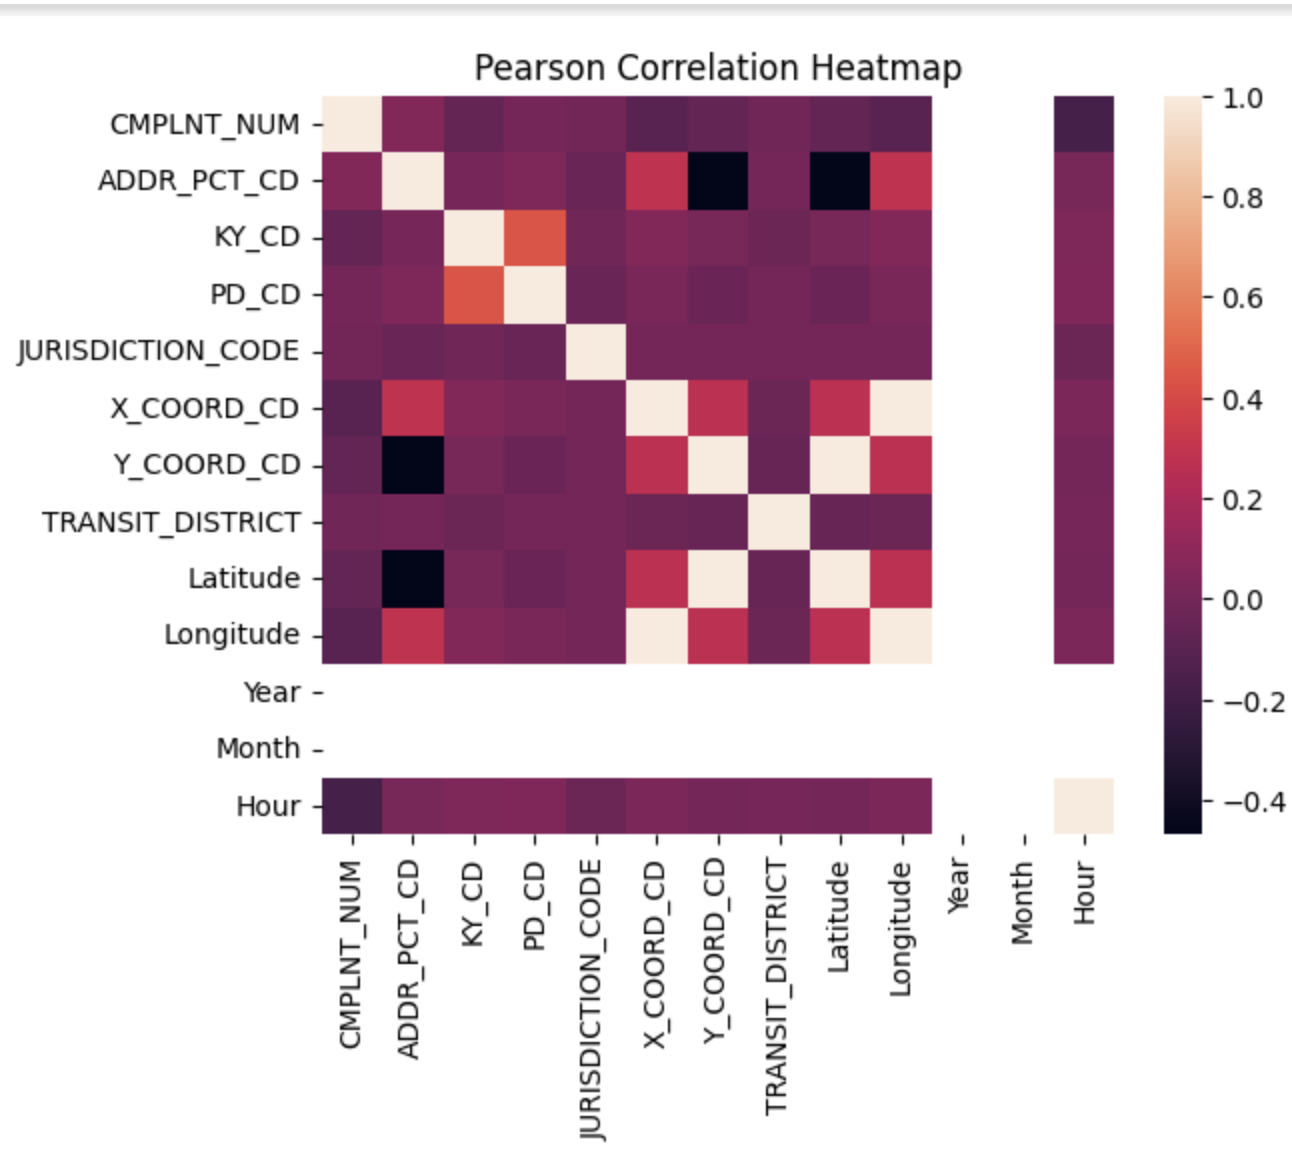 Pearson Correlation Heatmap
CMPLNT_NUM
ADDR_PCT_CD
KY_CD
PD_CD
JURISDICTION_CODE
X_COORD_CD
Y_COORD_CD
TRANSIT_DISTRICT
Latitude
Longitude
Year
Month
Hour
CMPLNT_NUM
ADDR_PCT_CD
KY_CD
PD_CD
JURISDICTION_CODE
X_COORD_CD
Y_COORD_CD
TRANSIT_DISTRICT
Latitude
Longitude
Year
Month
Hour
1.0
0.8
0.6
0.4
0.2
0.0
−0.2
−0.4